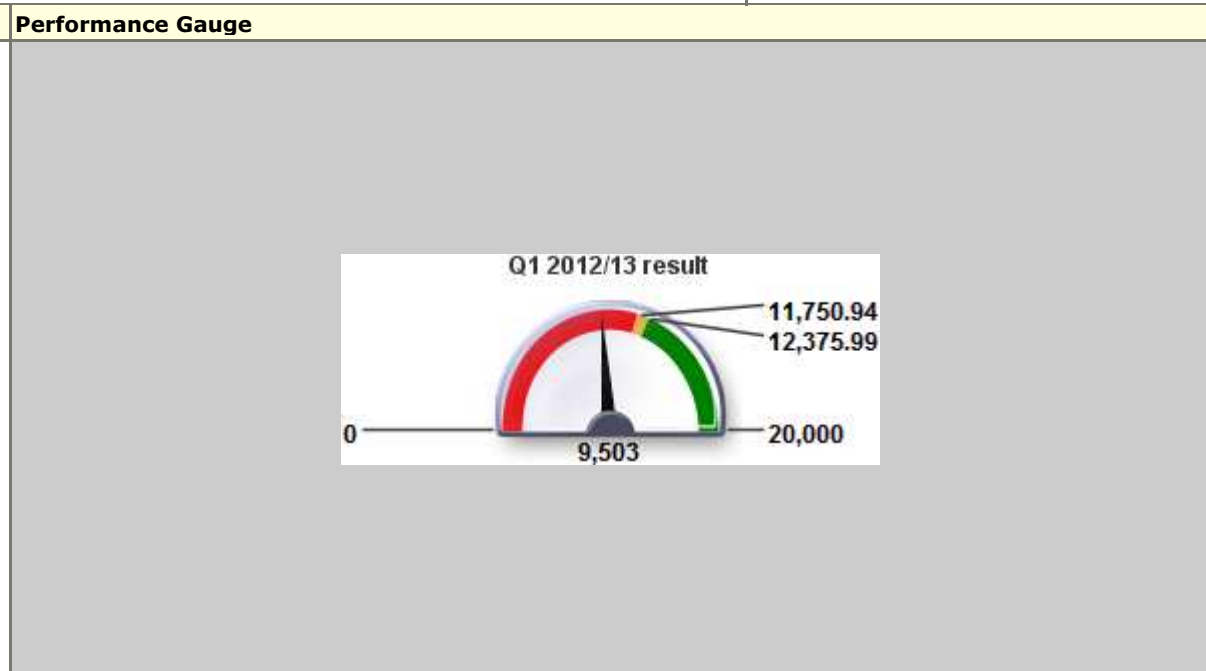 Performance Gauge
Q1 2012/13 result
11,750.94
12,375.99
0
20,000
9,503